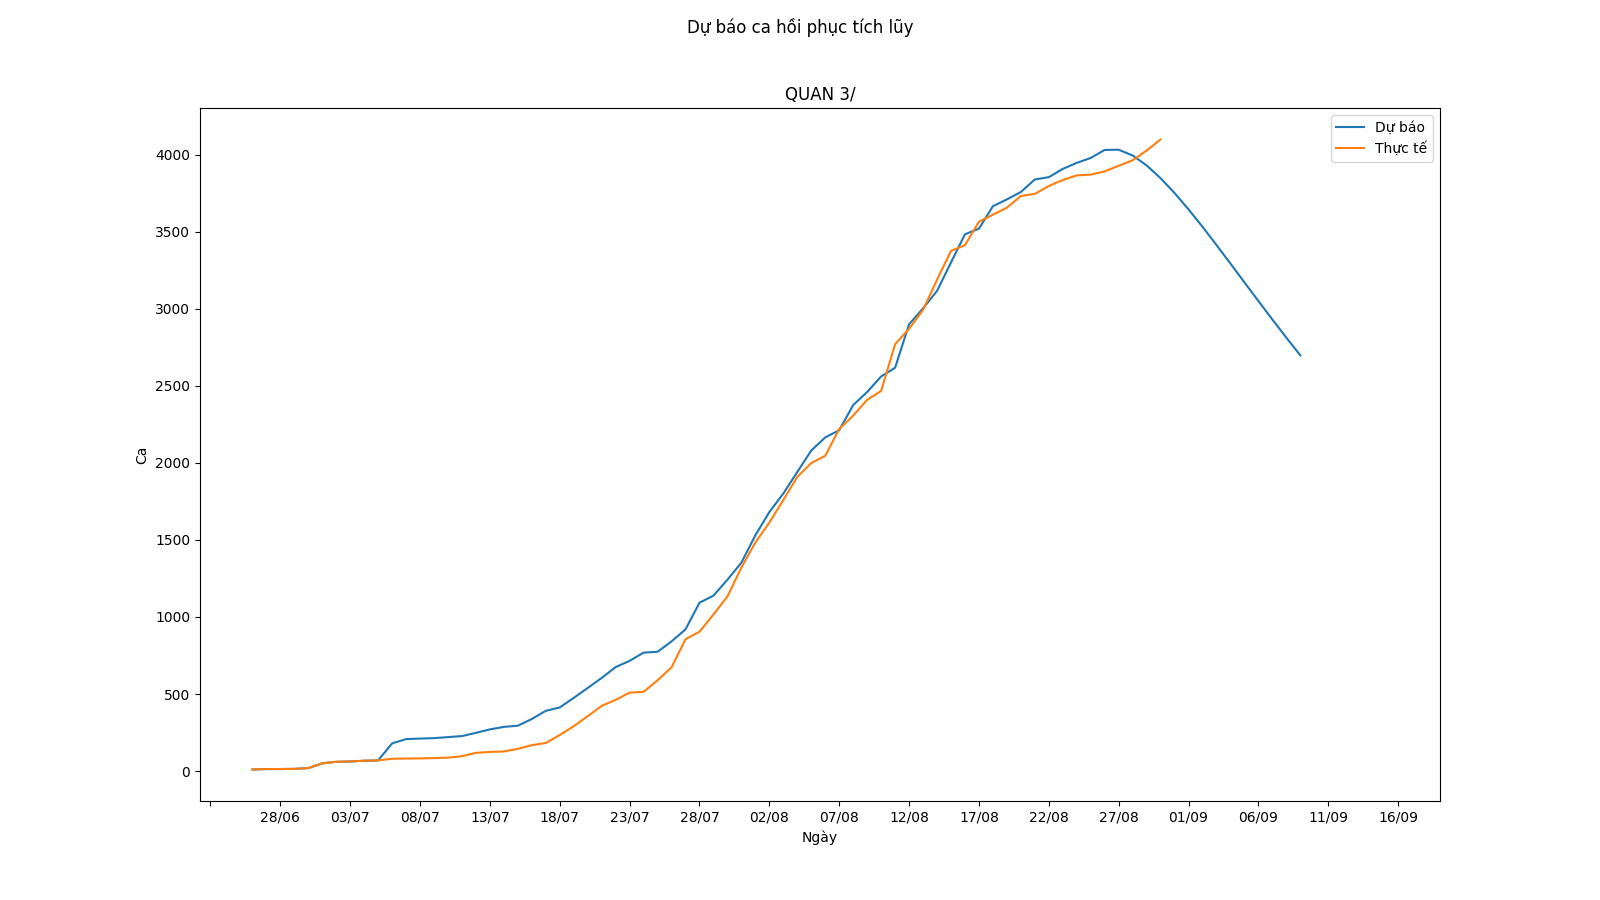 Dự báo ca hồi phục tích lũy
QUAN 3/
Dự báo
Thực tế
4000
3500
3000
2500
2000
1500
1000
500
0
Ca
28/06 03/07 08/07 13/07 18/07 23/07 28/07 02/08 07/08 12/08 17/08 22/08 27/08 01/09 06/09 11/09 16/09
Ngày